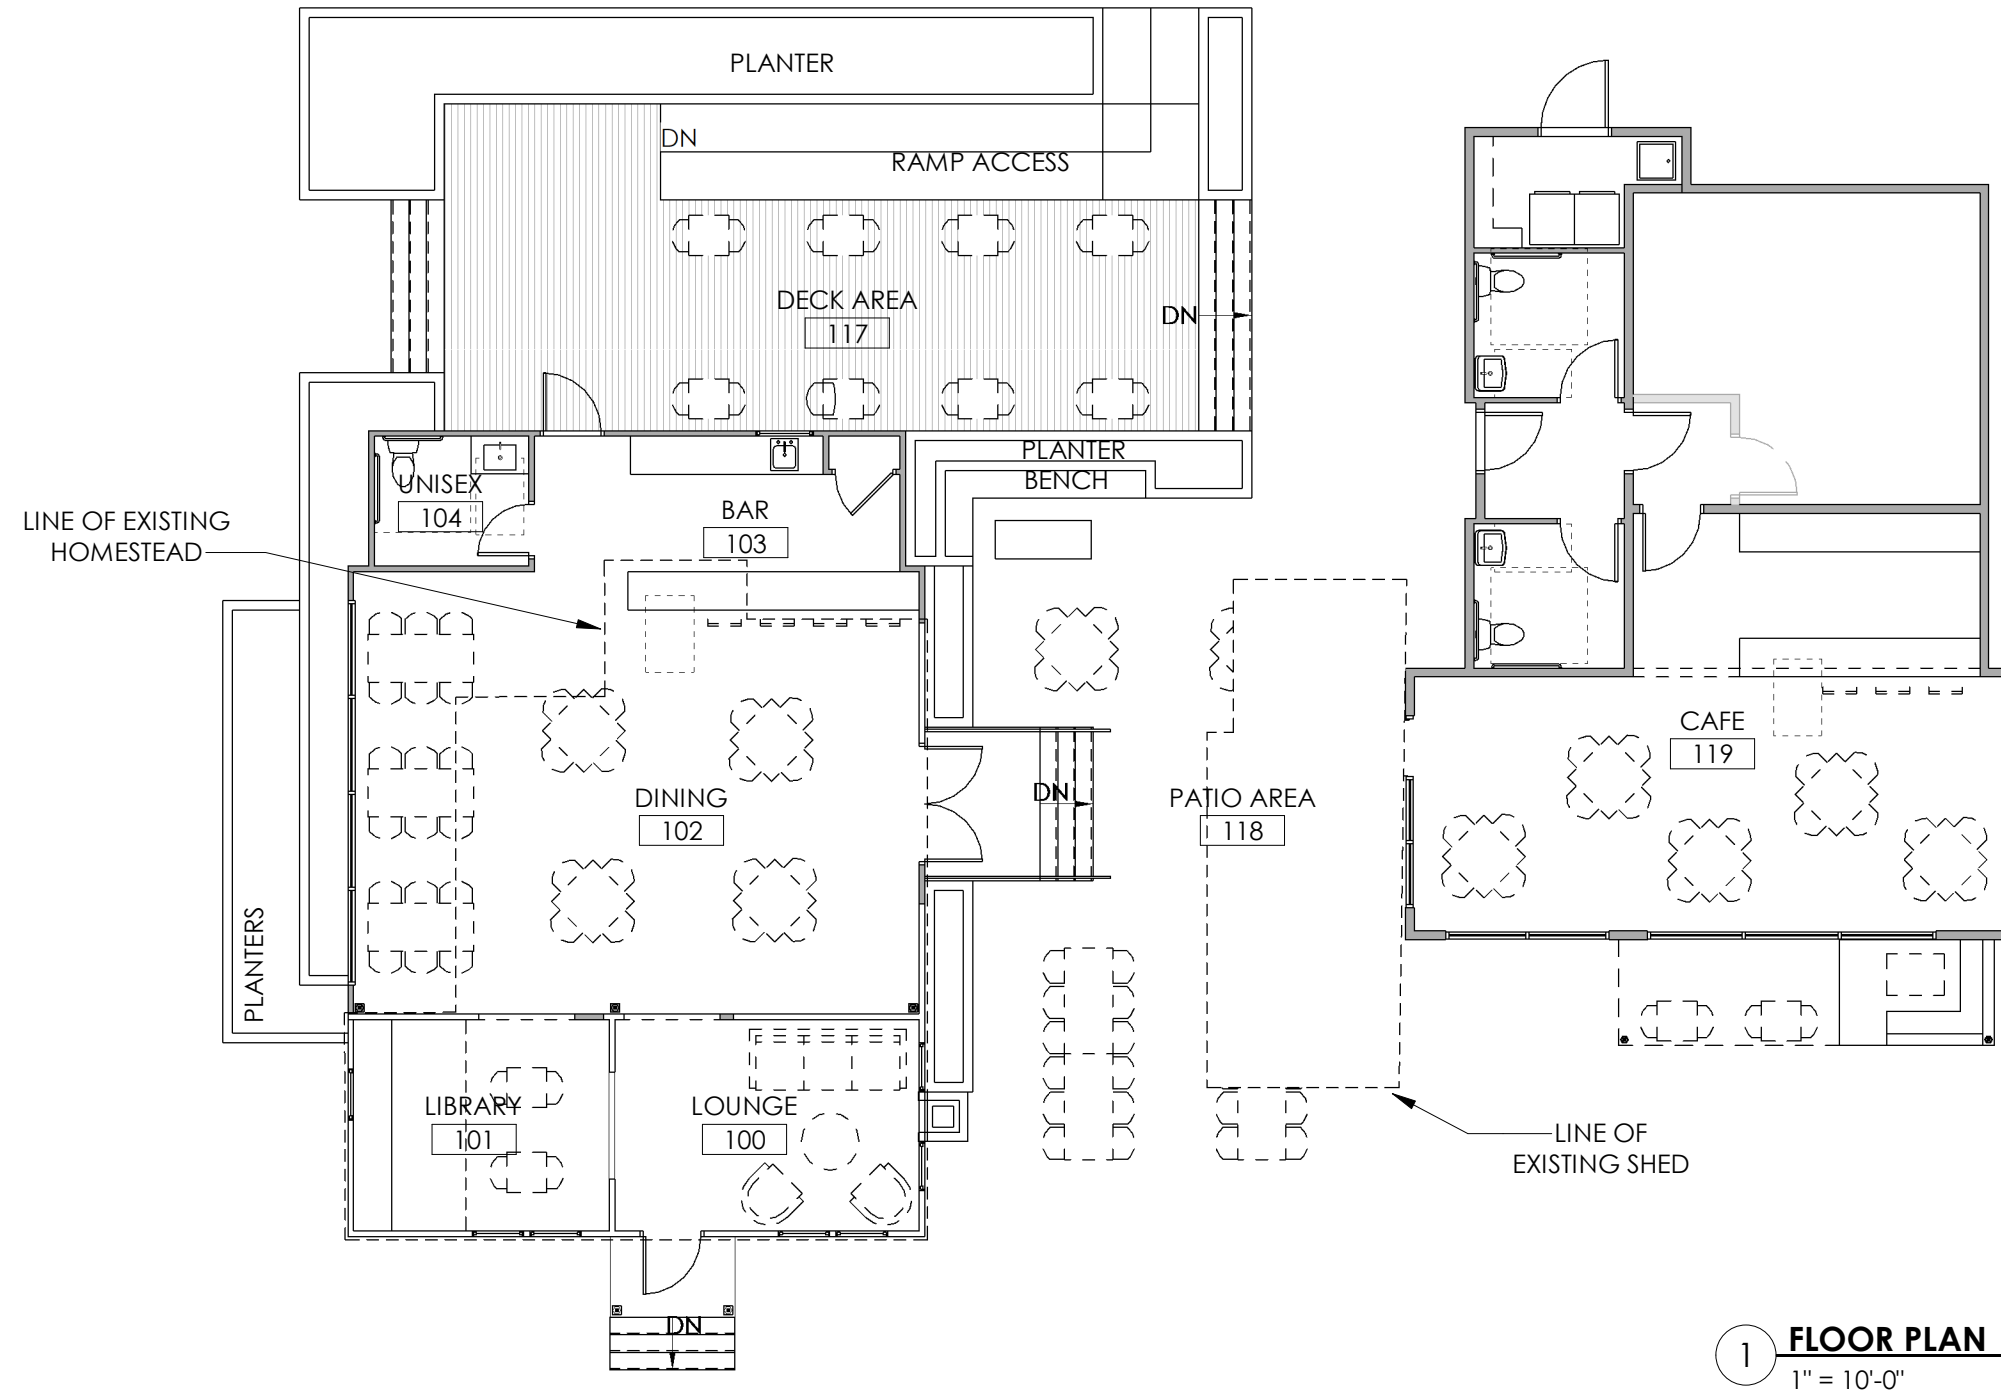 PLANTER
DN
RAMP ACCESS
DECK AREA
117
DN
PLANTER
BENCH
UNISEX
104
BAR
103
LINE OF EXISTING
HOMESTEAD
CAFE
119
DINING
102
DN
PATIO AREA
118
PLANTERS
LIBRARY
101
LOUNGE
100
LINE OF
EXISTING SHED
DN
1
FLOOR PLAN
1" = 10'-0"